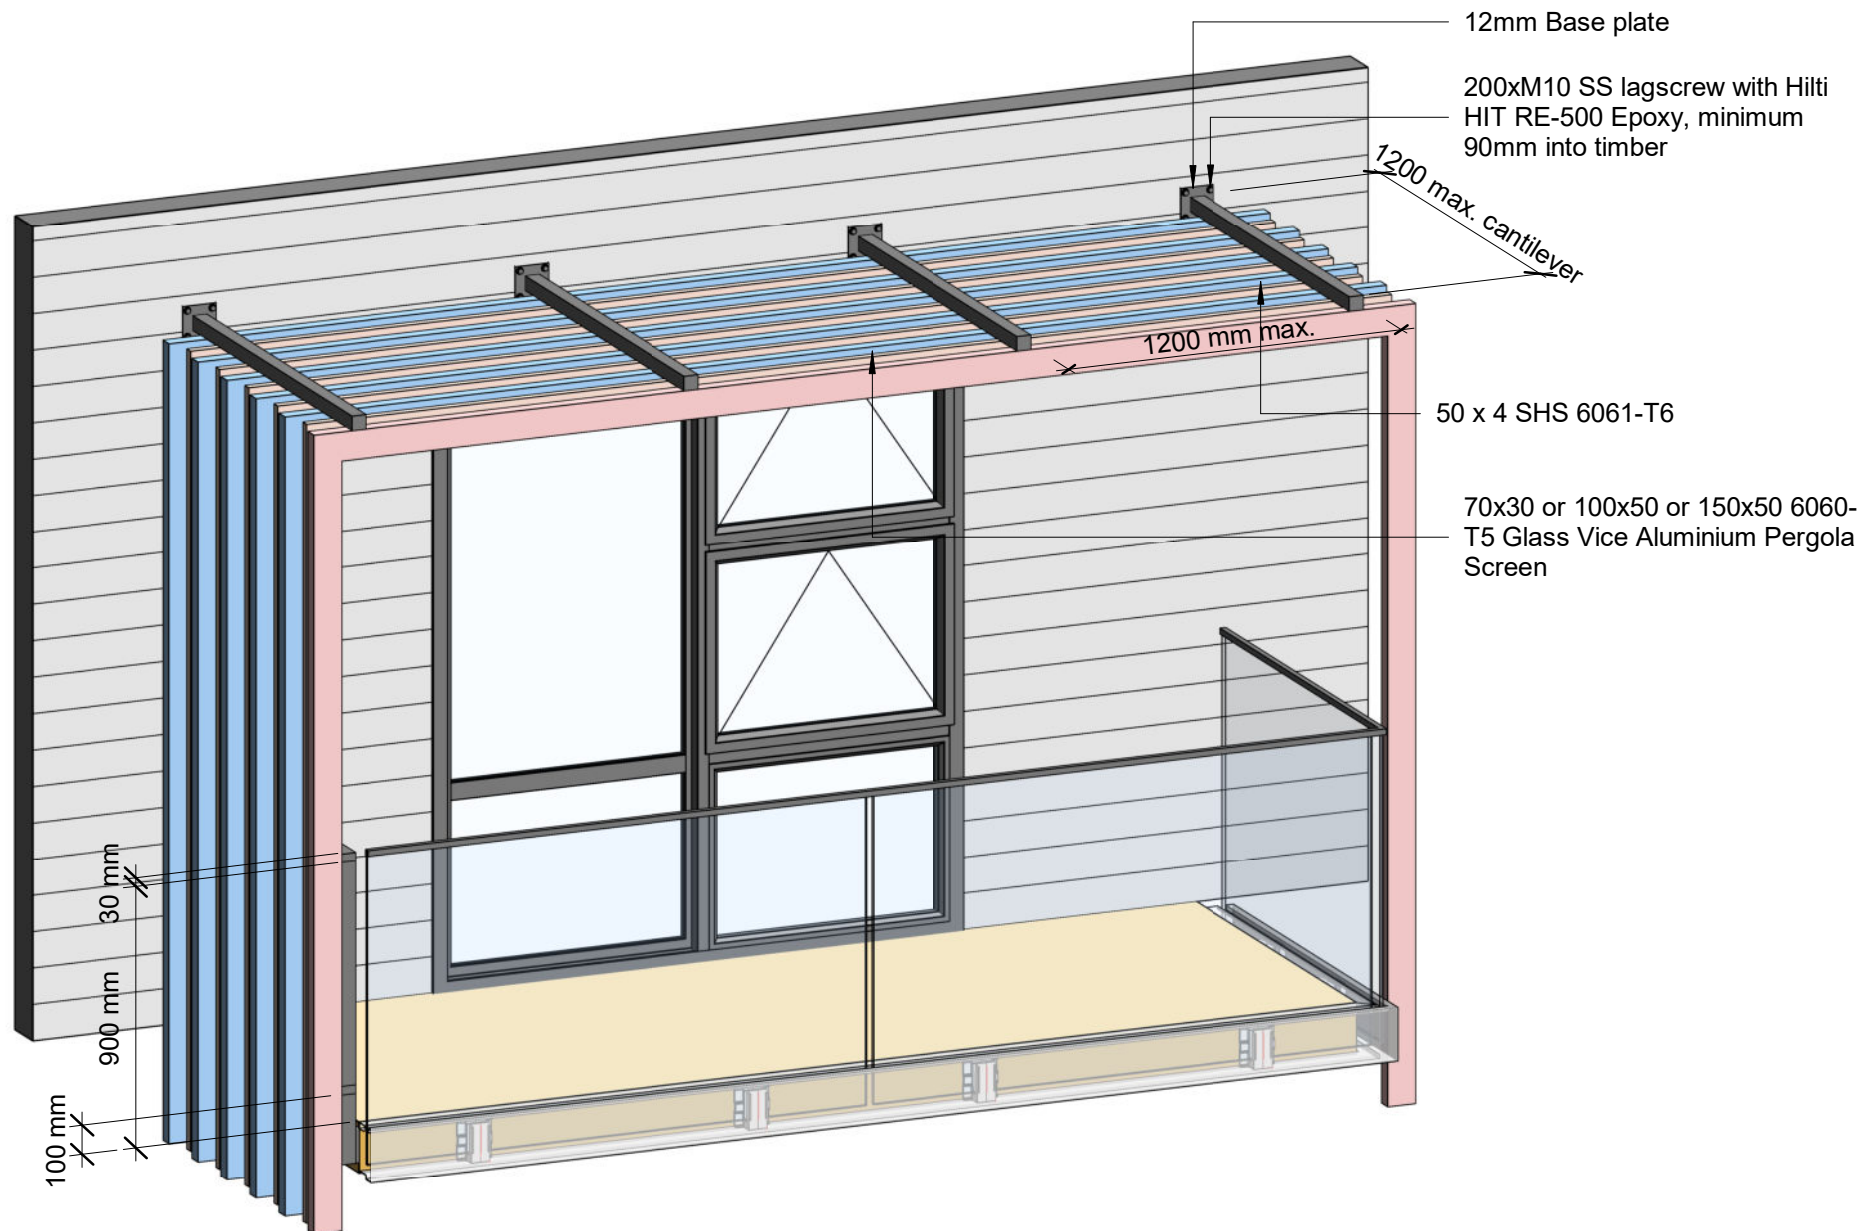 12mm Base plate
200xM10 SS lagscrew with Hilti
HIT RE-500 Epoxy, minimum
90mm into timber
1200 max. cantilever
1200 mm max.
50 x 4 SHS 6061-T6
70x30 or 100x50 or 150x50 6060-
T5 Glass Vice Aluminium Pergola
Screen
30 mm
900 mm
100 mm